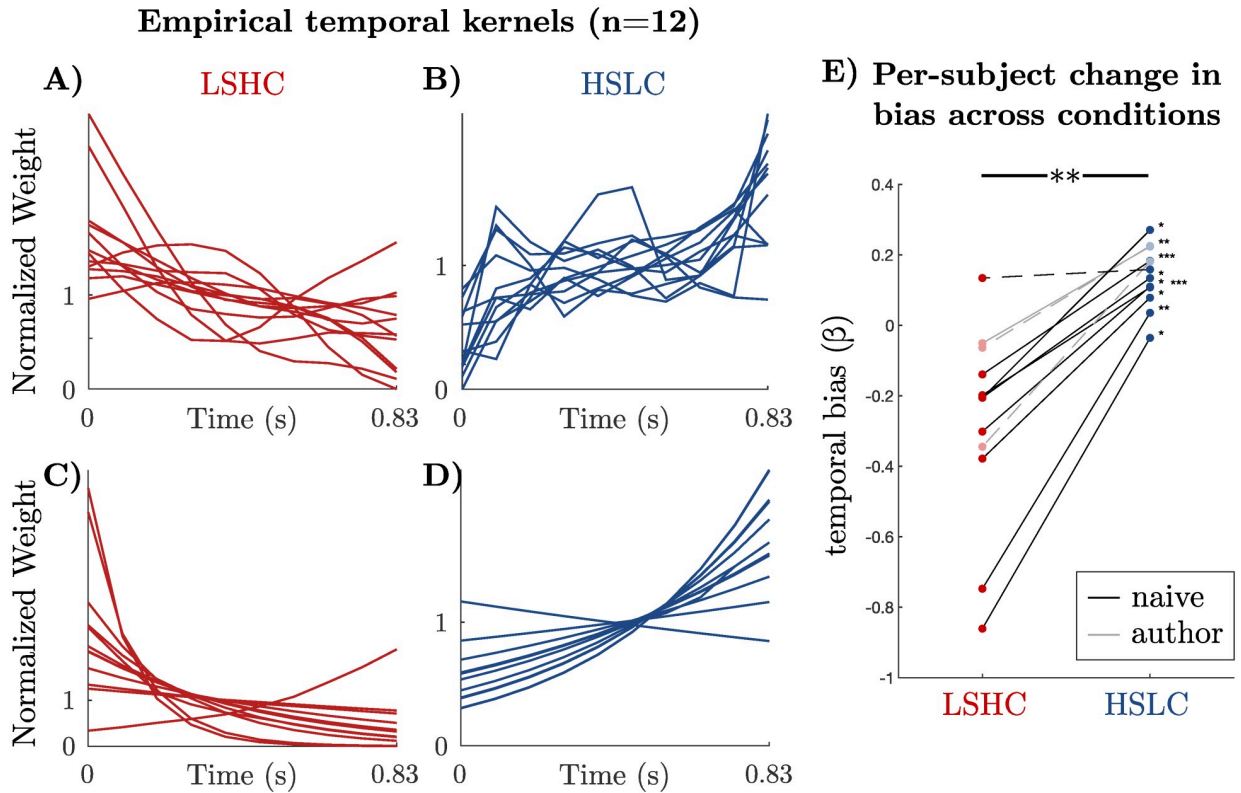 Empirical temporal kernels (n=12)
A)
LSHC
Normalized Weight
1
0
0
Time (s)
0.83
B)
HSLC
1
0
0
Time (s)
0.83
C)
Normalized Weight
1
0
0
Time (s)
0.83
D)
1
0
0
Time (s)
0.83
E) Per-subject change in
bias across conditions
**
temporal bias (β)
0.4
0.2
0
-0.2
-0.4
-0.6
-0.8
-1
*
**
***
*
* ***
*
**
*
naive
author
LSHC
HSLC